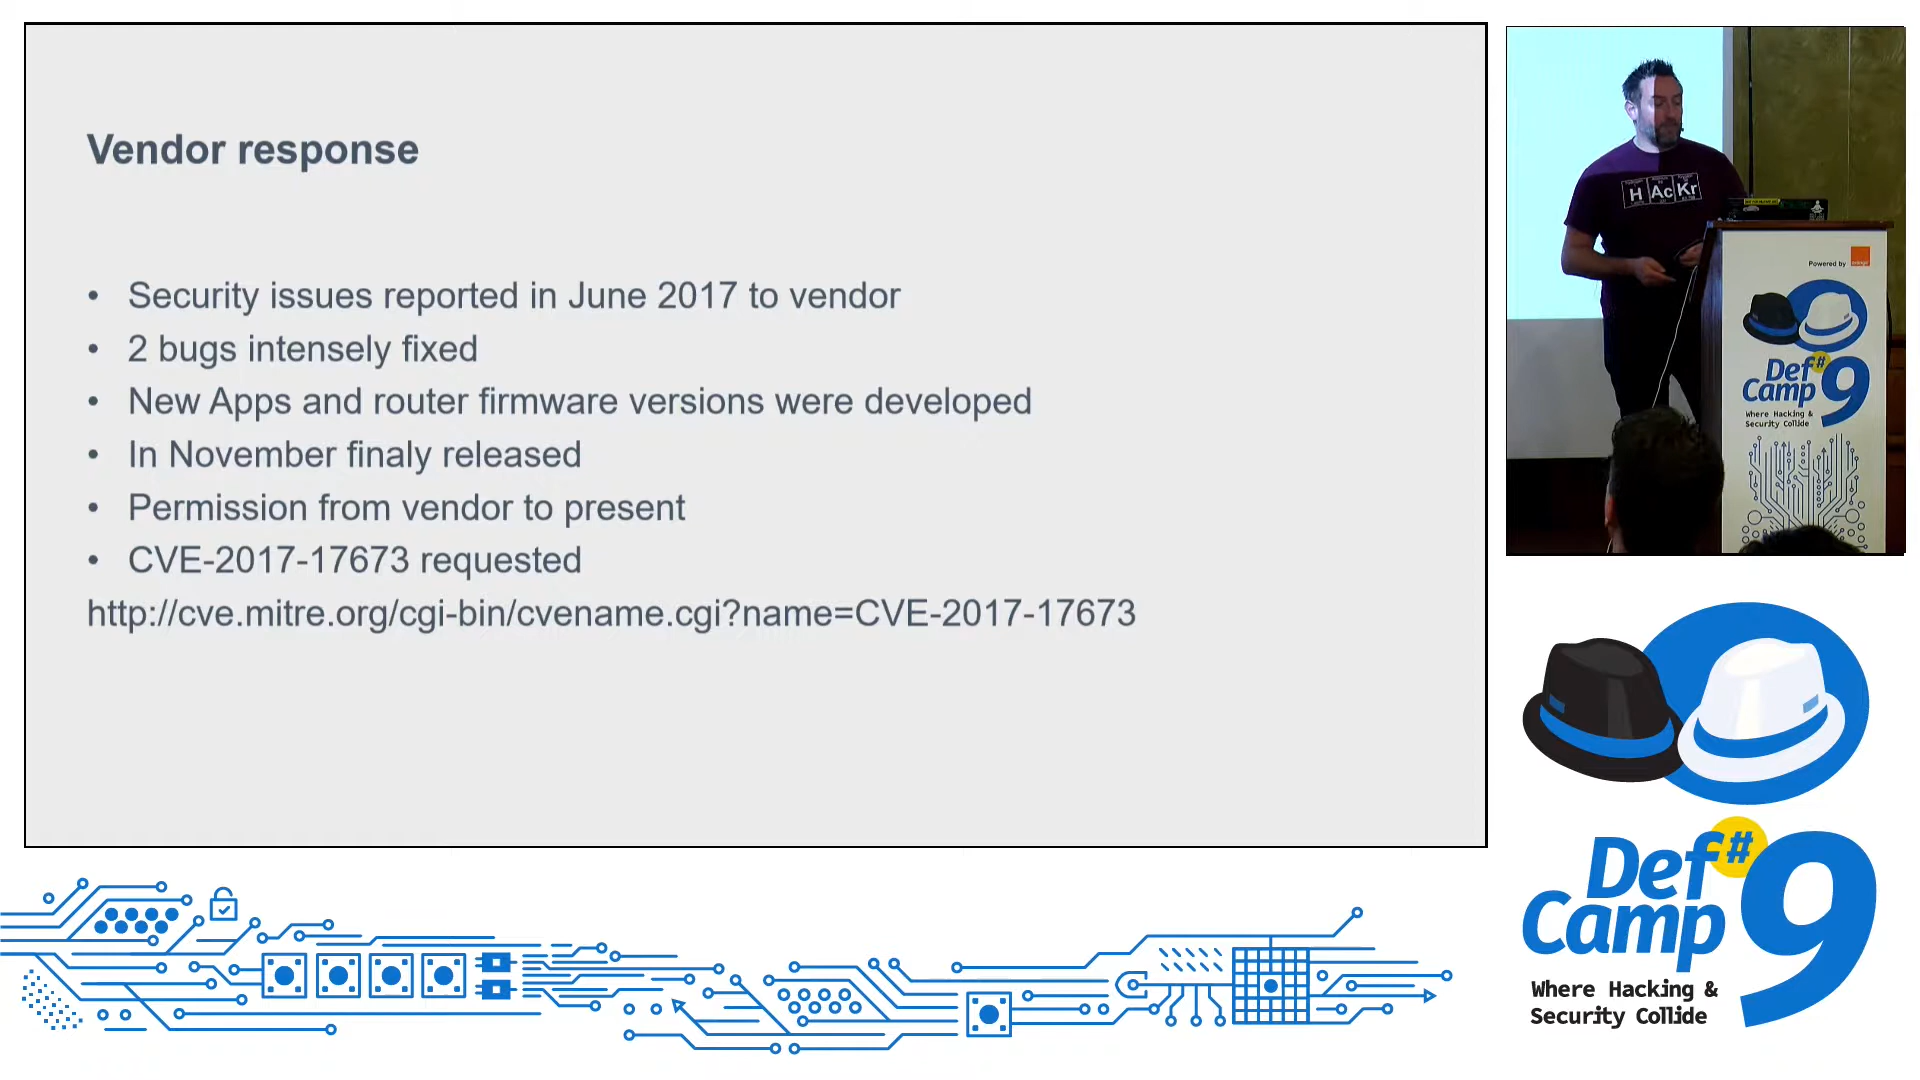 Vendor response
• Security issues reported in June 2017 to vendor
• 2 bugs intensely fixed
• New Apps and router firmware versions were developed
• In November finaly released
• Permission from vendor to present
• CVE-2017-17673 requested
http://cve.mitre.org/cgi-bin/cvename.cgi?name=CVE-2017-17673
H Ac Kr
Powered by
Def#
Camp 9
Where Hacking &
Security Collide
Def#
Camp 9
Where Hacking &
Security Collide